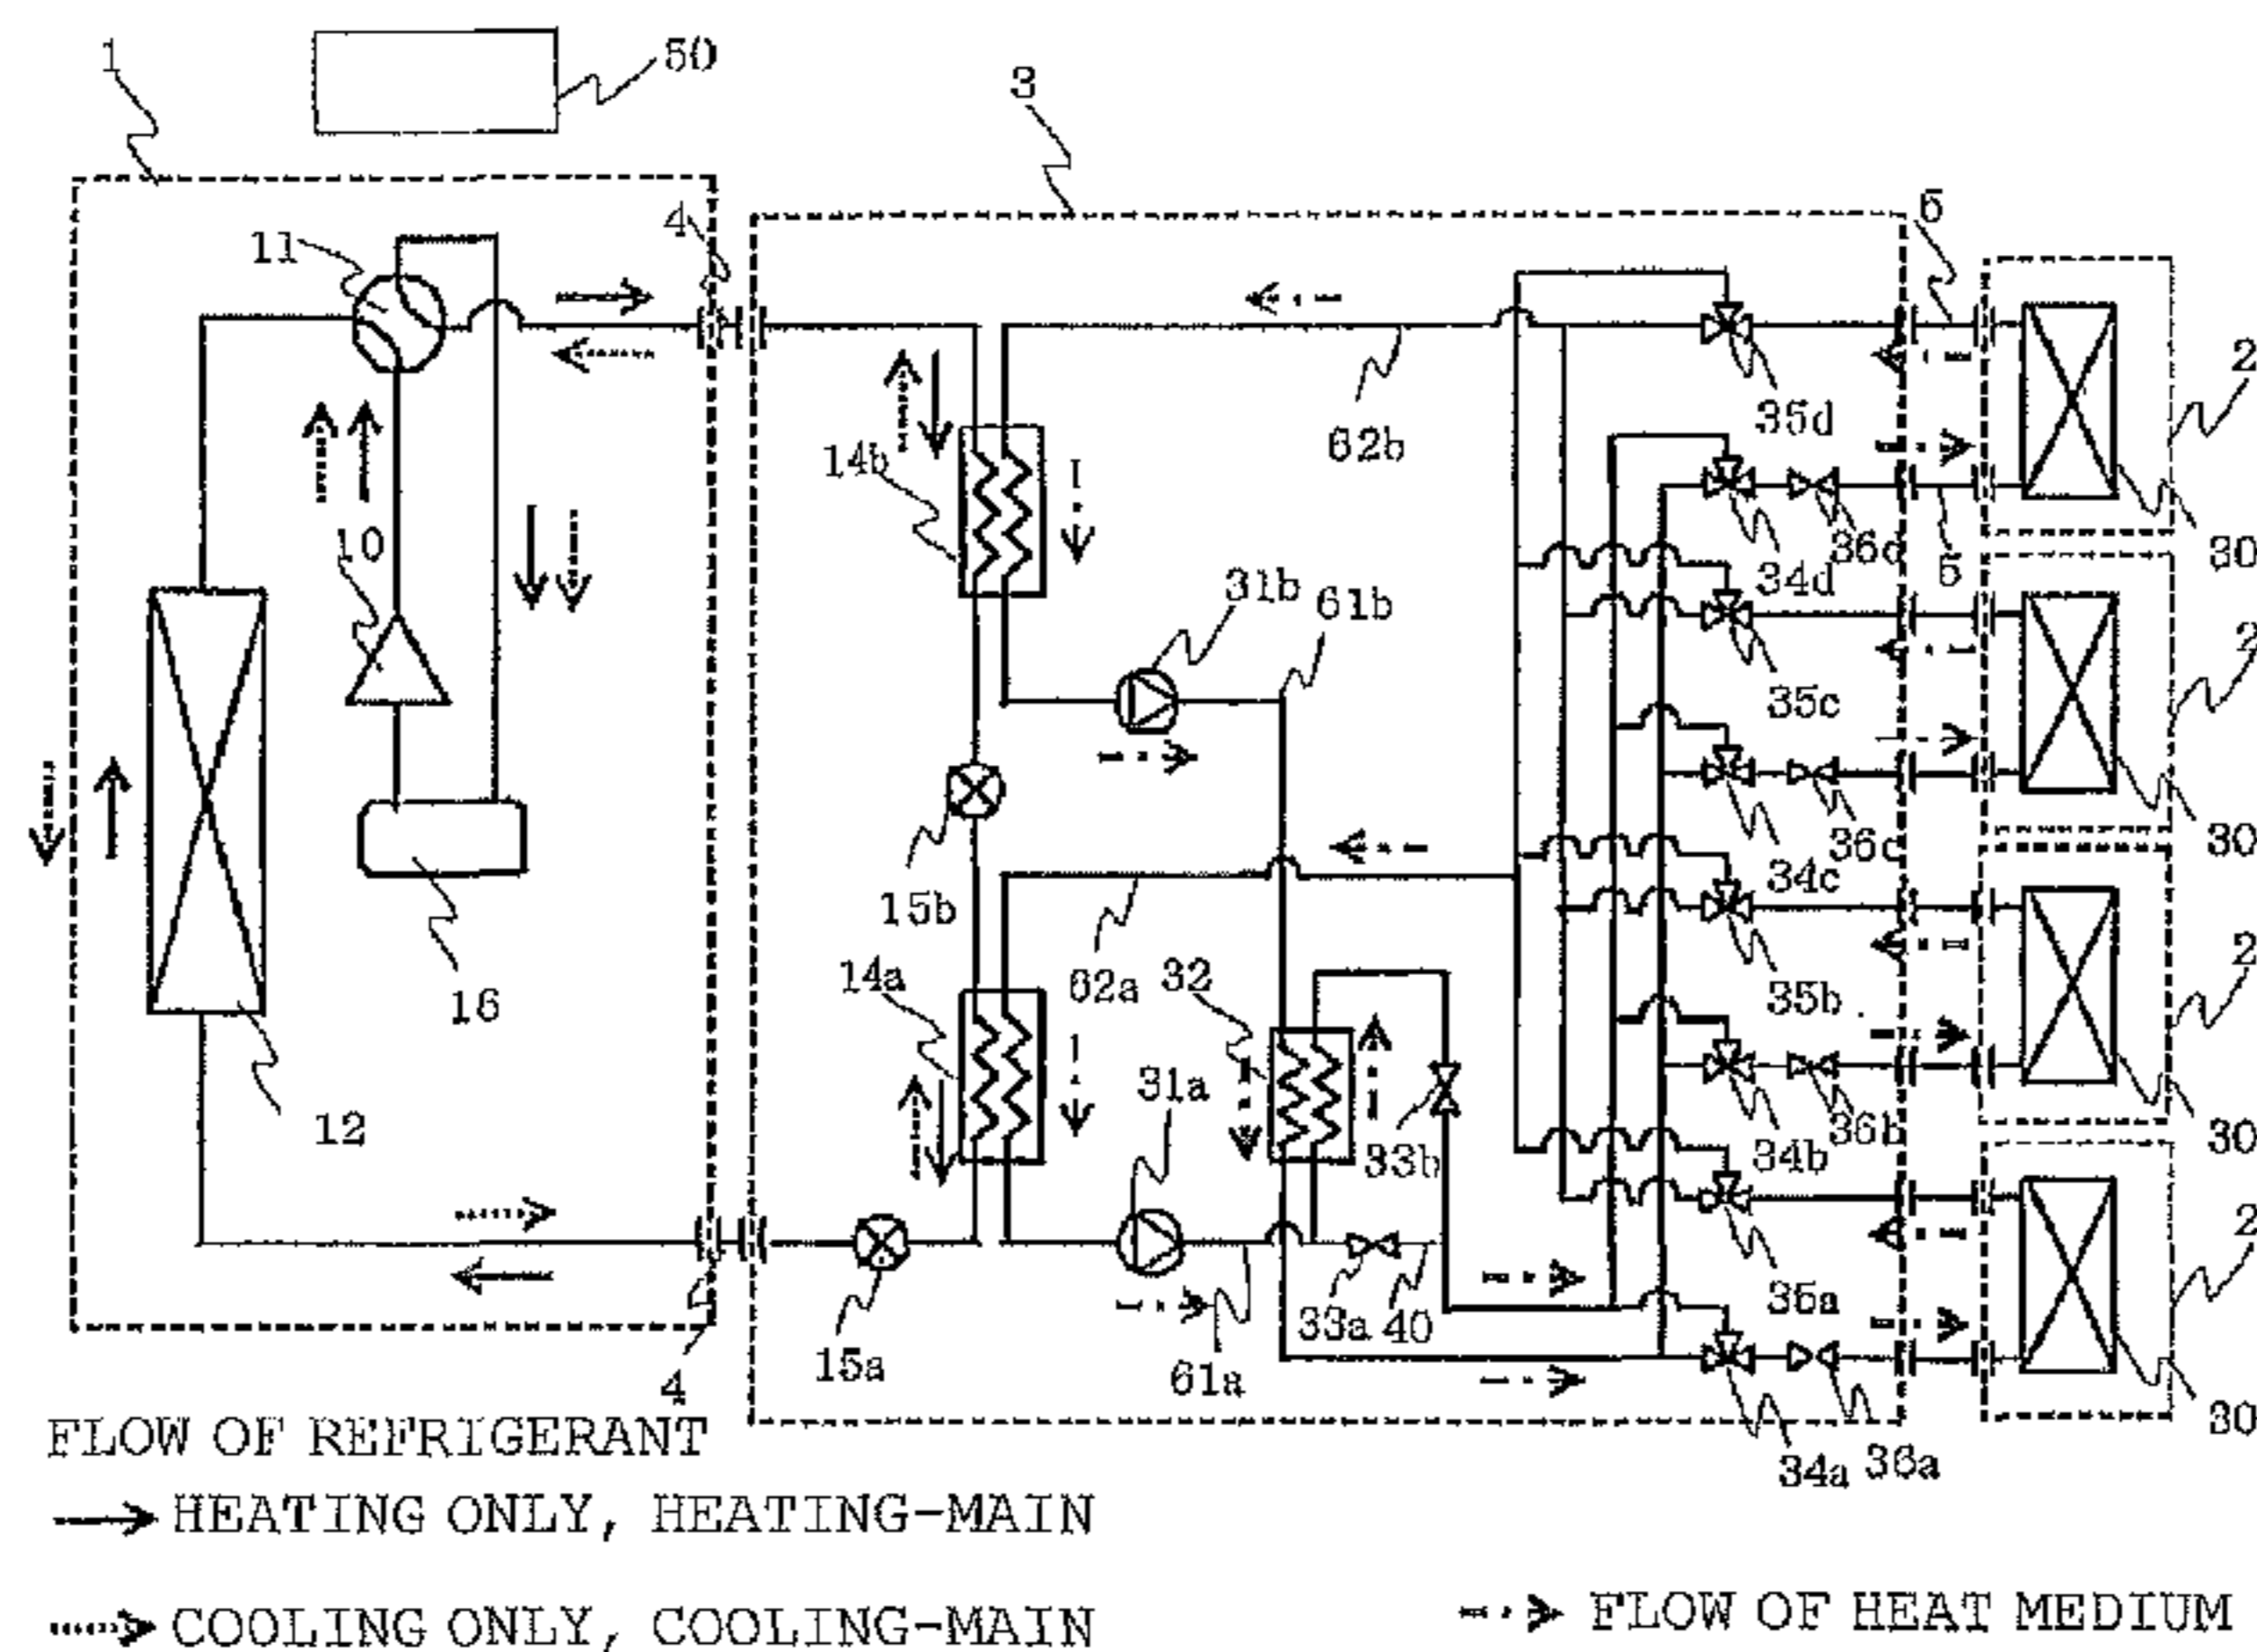 1
50
3
11
4
6
2
35d
62b
14b
10
36d
34d
5
30
31b
61b
2
35c
36c
34c
30
15b
16
14a
62a
32
2
35b
31a
12
33b
34b
36b
30
2
35a
33a
40
15a
61a
4
30
34a
36a
FLOW OF REFRIGERANT
HEATING ONLY, HEATING-MAIN
COOLING ONLY, COOLING-MAIN
FLOW OF HEAT MEDIUM